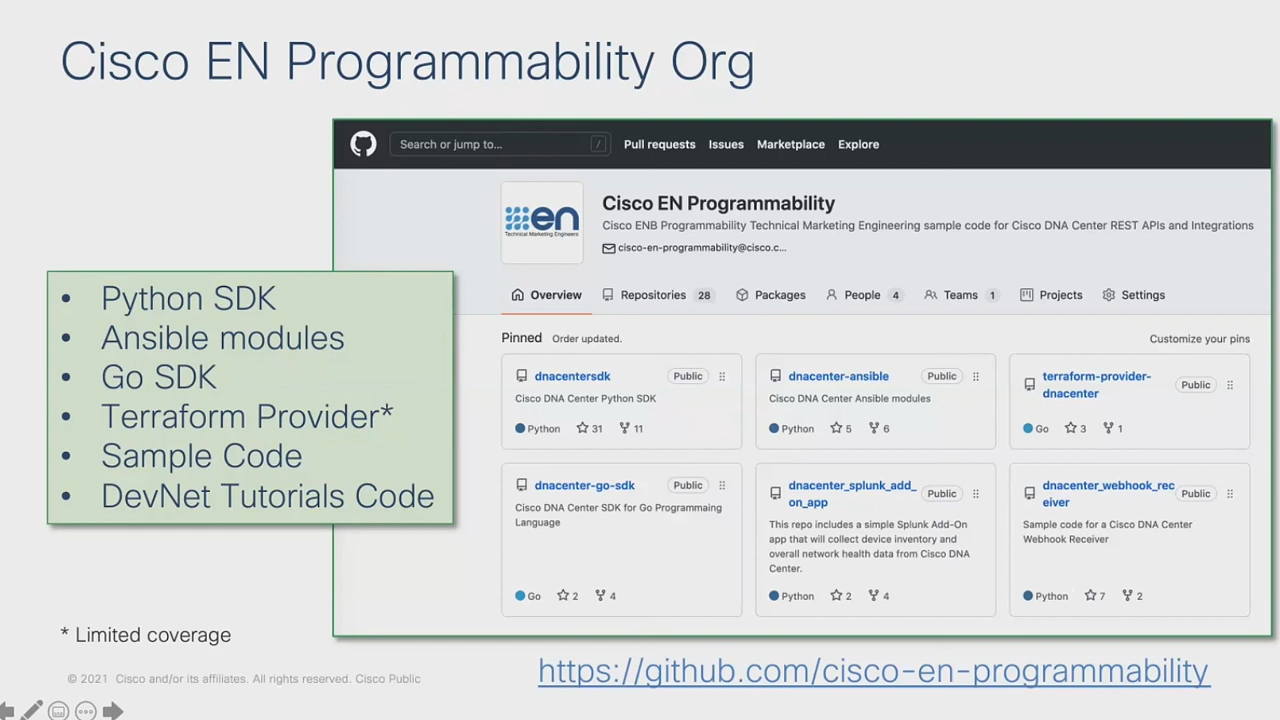 Cisco EN Programmability Org
Search or jump to...
/
Pull requests
Issues
Marketplace
Explore
en
Technical Marketing Engineers
Cisco EN Programmability
Cisco ENB Programmability Technical Marketing Engineering sample code for Cisco DNA Center REST APIs and Integrations
cisco-en-programmability@cisco.c...
Overview
Repositories 28
Packages
People 4
Teams 1
Projects
Settings
• Python SDK
• Ansible modules
• Go SDK
• Terraform Provider*
• Sample Code
• DevNet Tutorials Code
Pinned Order updated.
Customize your pins
dnacentersdk
Public
Cisco DNA Center Python SDK
Python 31 11
dnacenter-ansible
Public
Cisco DNA Center Ansible modules
Python 5 6
terraform-provider-
dnacenter
Public
Go 3 1
dnacenter-go-sdk
Public
Cisco DNA Center SDK for Go Programmaing
Language
Go 2 4
dnacenter_splunk_add_
on_app
Public
This repo includes a simple Splunk Add-On
app that will collect device inventory and
overall network health data from Cisco DNA
Center.
Python 2 4
dnacenter_webhook_rec
eiver
Public
Sample code for a Cisco DNA Center
Webhook Receiver
Python 7 2
* Limited coverage
https://github.com/cisco-en-programmability
© 2021 Cisco and/or its affiliates. All rights reserved. Cisco Public